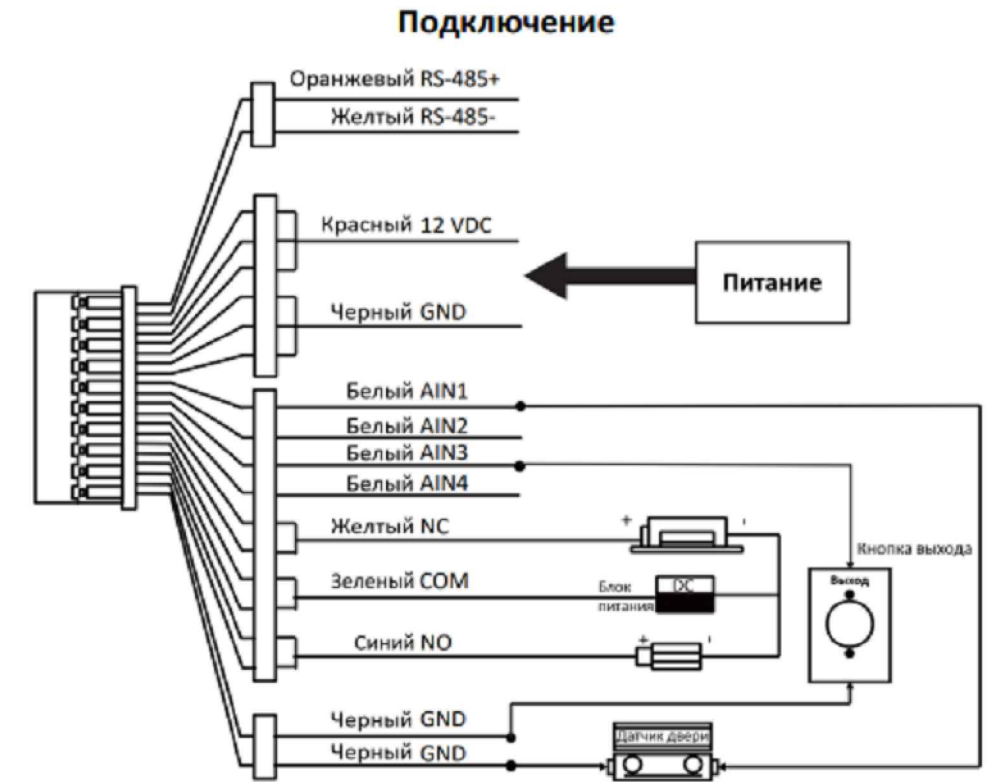 Подключение
Оранжевый RS-485+
Желтый RS-485-
Красный 12 VDC
Питание
Черный GND
Белый AIN1
Белый AIN2
Белый AIN3
Белый AIN4
Желтый NC
+ -
Кнопка выхода
Зеленый COM
Блок питания
DC
Выход
Синий NO
+ -
Черный GND
Датчик двери
Черный GND